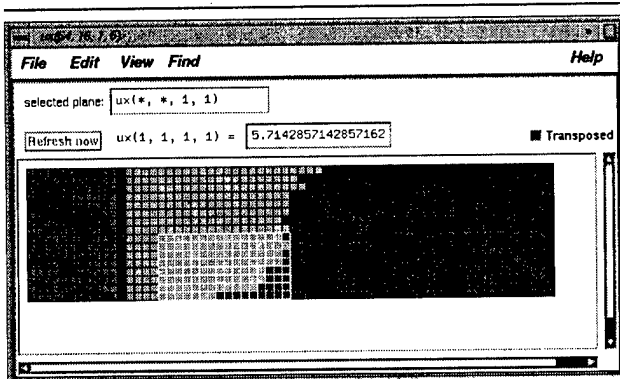 File Edit View Find Help
selected plane: ux(*, *, 1, 1)
Refresh now ux(1, 1, 1, 1) = 5.7142857142857162 Transposed